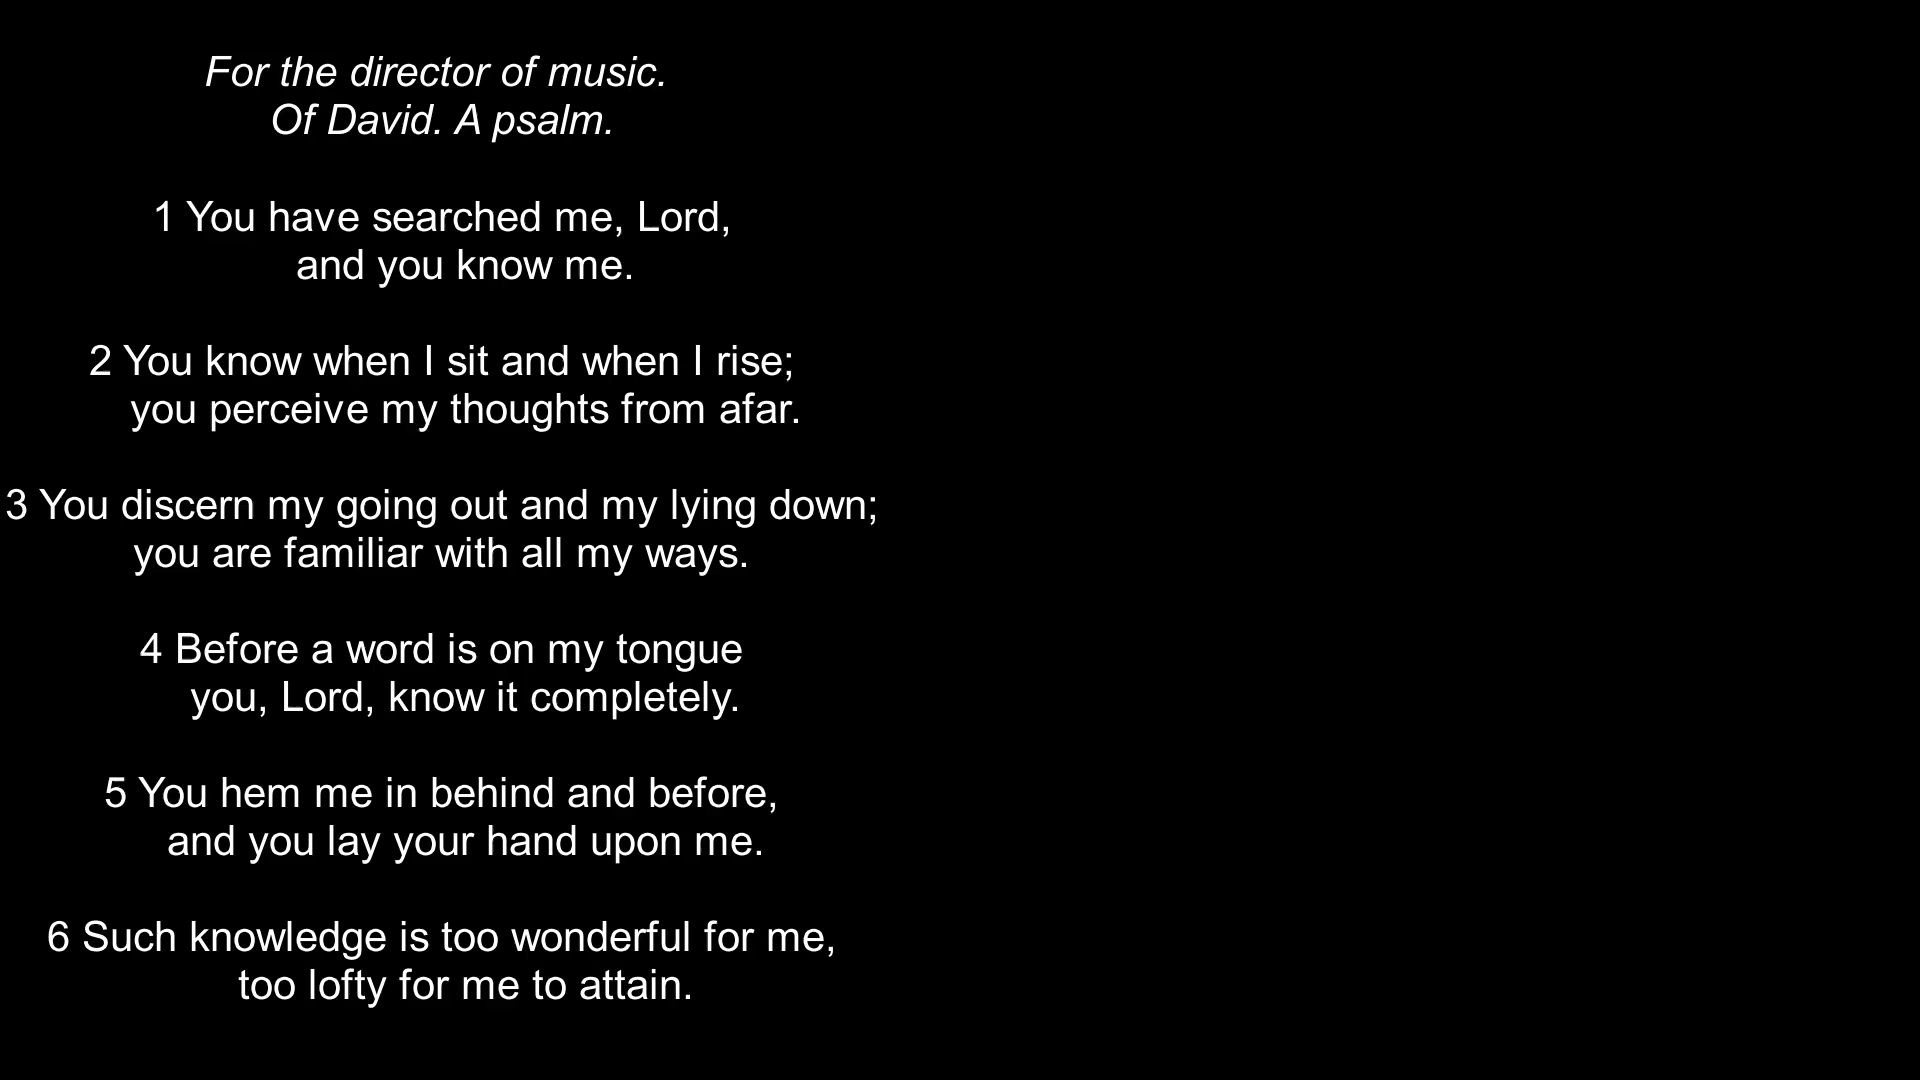 For the director of music.
Of David. A psalm.
1 You have searched me, Lord,
and you know me.
2 You know when I sit and when I rise;
you perceive my thoughts from afar.
3 You discern my going out and my lying down;
you are familiar with all my ways.
4 Before a word is on my tongue
you, Lord, know it completely.
5 You hem me in behind and before,
and you lay your hand upon me.
6 Such knowledge is too wonderful for me,
too lofty for me to attain.